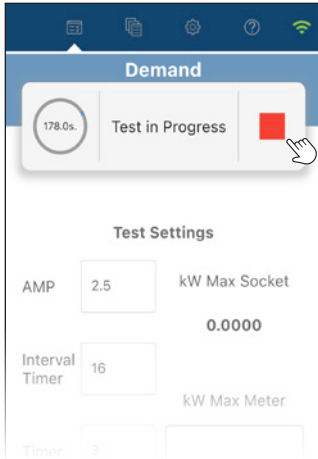 Demand
178.0s.
Test in Progress
Test Settings
AMP
2.5
kW Max Socket
0.0000
Interval
Timer
16
kW Max Meter
Timer
3